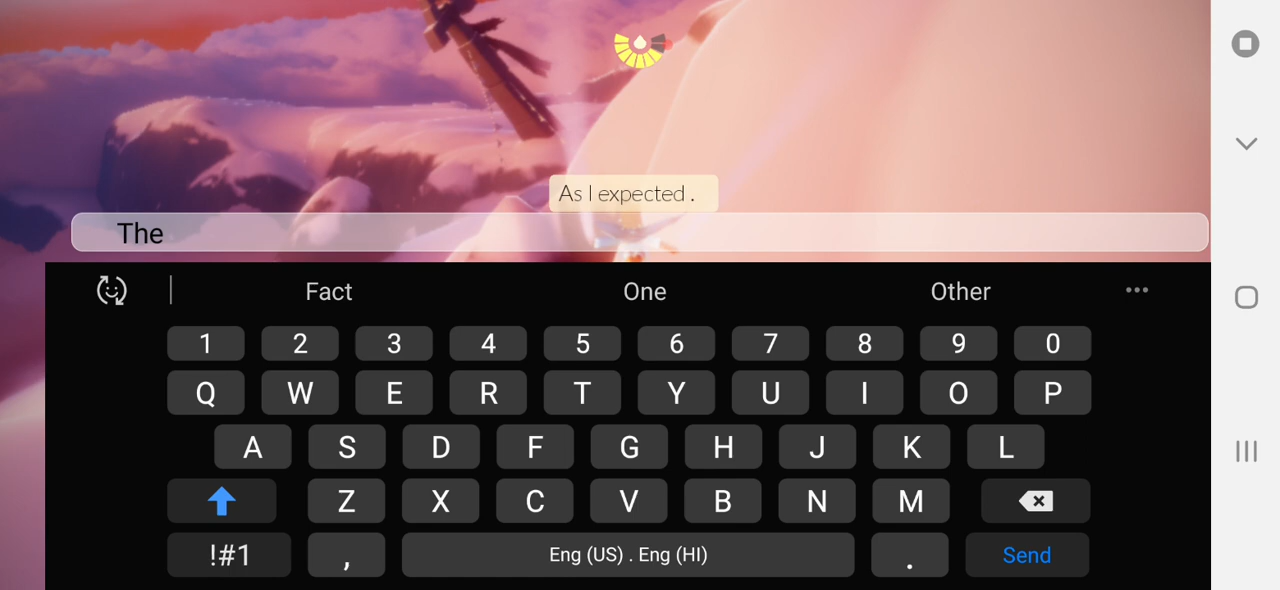 As I expected .
The
Fact One Other
1 2 3 4 5 6 7 8 9 0
Q W E R T Y U I O P
A S D F G H J K L
Z X C V B N M
!#1 , Eng (US) . Eng (HI) . Send